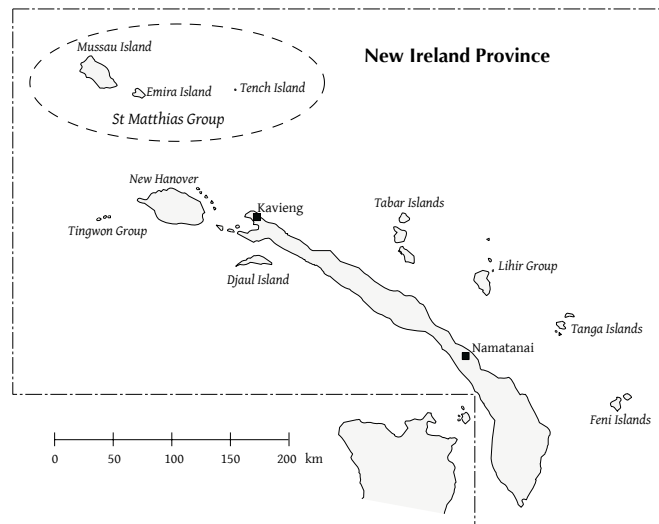 New Ireland Province
Mussau Island
Emira Island
Tench Island
St Matthias Group
New Hanover
Kavieng
Tabar Islands
Tingwon Group
Djaul Island
Lihir Group
Tanga Islands
Namatanai
Feni Islands
0 50 100 150 200 km